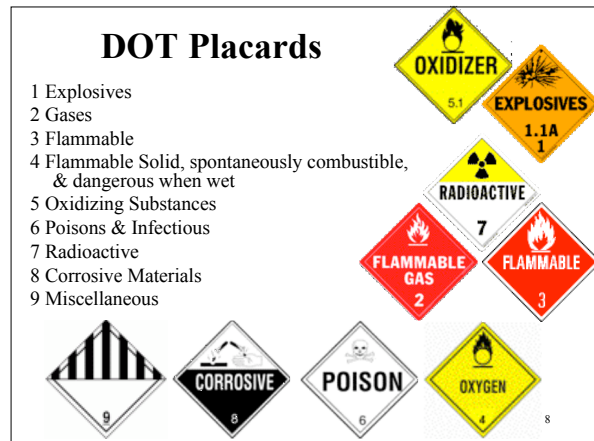 DOT Placards
1 Explosives
2 Gases
3 Flammable
4 Flammable Solid, spontaneously combustible,
& dangerous when wet
5 Oxidizing Substances
6 Poisons & Infectious
7 Radioactive
8 Corrosive Materials
9 Miscellaneous
OXIDIZER
5.1
EXPLOSIVES
1.1A
1
RADIOACTIVE
7
FLAMMABLE
GAS
2
FLAMMABLE
3
9
CORROSIVE
8
POISON
6
OXYGEN
4
8